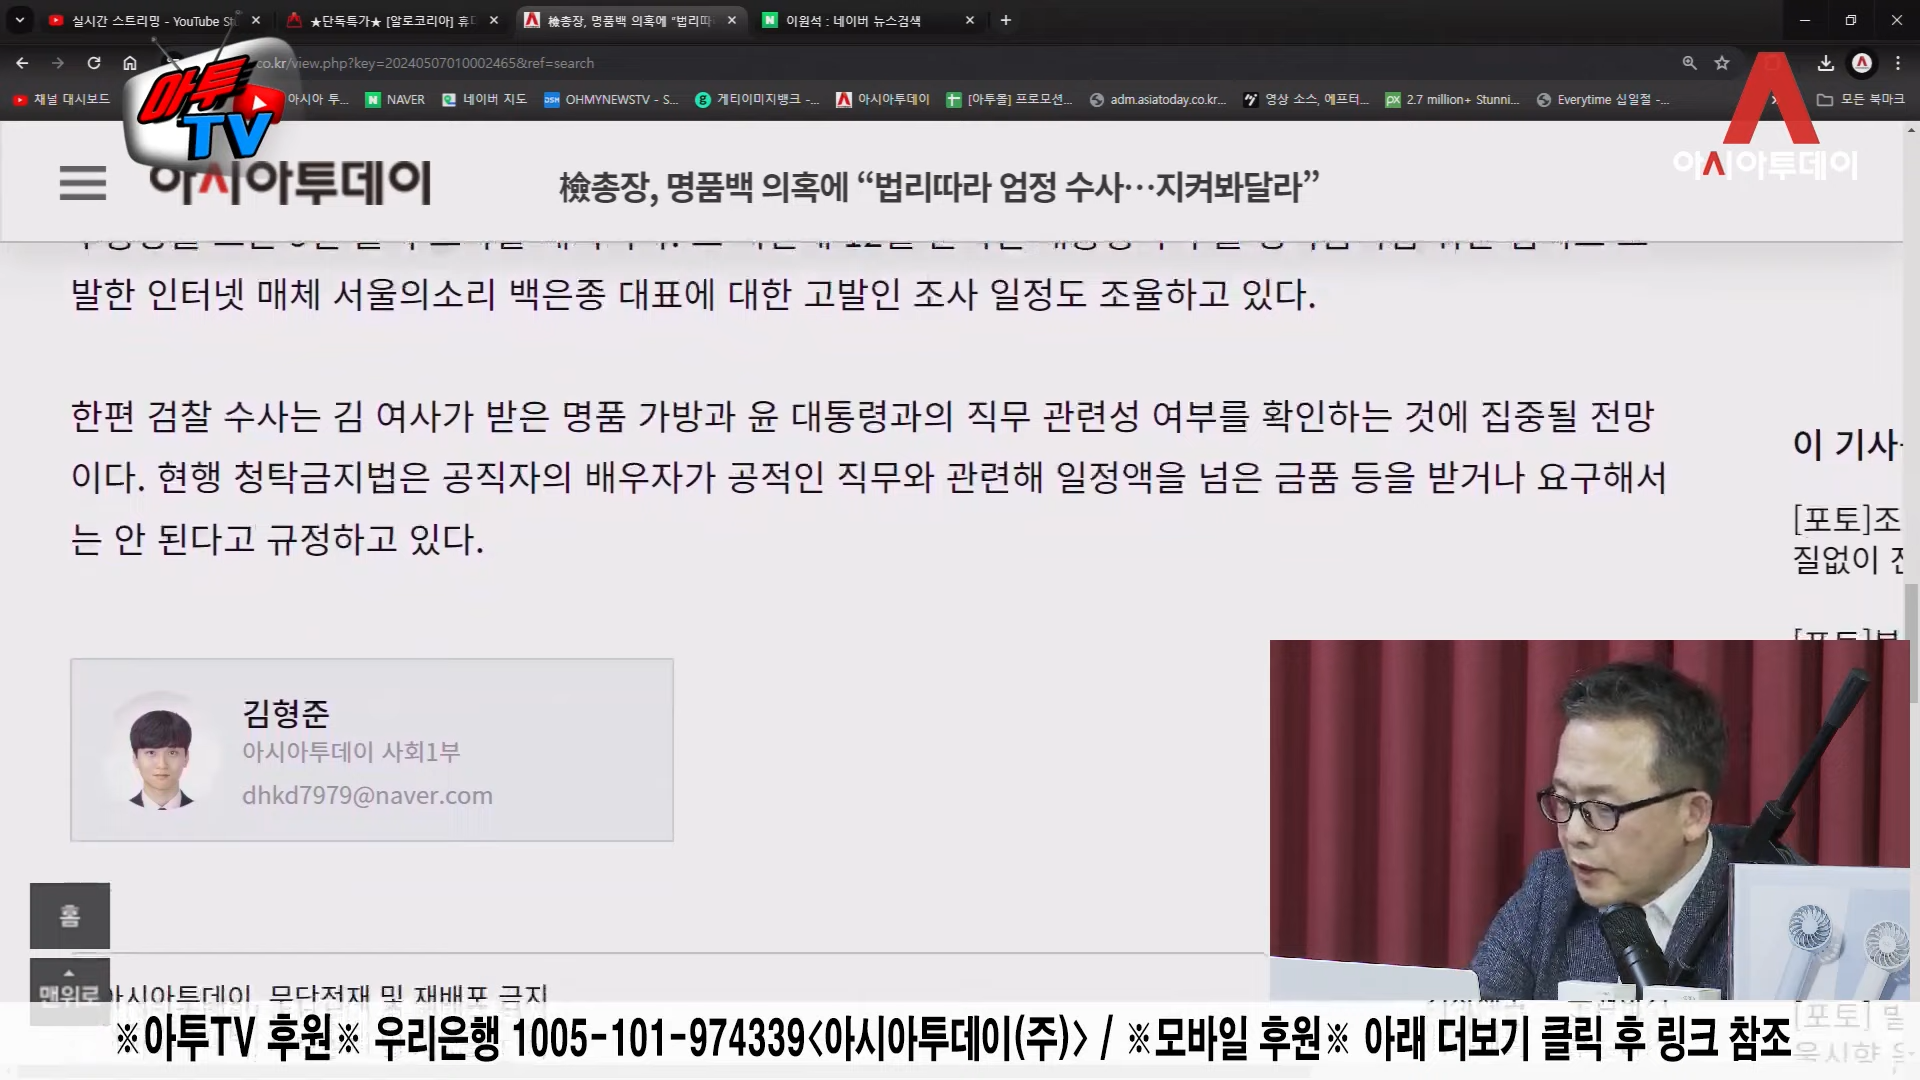 실시간 스트리밍 - YouTube St
★단독특가★ [알로코리아] 휴
檢총장, 명품백 의혹에 "법리따
이원석 : 네이버 뉴스검색
co.kr/view.php?key=20240507010002465&ref=search
채널 대시보드
아시아 투...
NAVER
네이버 지도
OHMYNEWSTV - S...
게티이미지뱅크 -...
아시아투데이
[아투몰] 프로모션...
adm.asiatoday.co.kr...
영상 소스, 에프터...
2.7 million+ Stunni...
Everytime 십일절 -...
모든 북마크
아투
TV
아시아투데이
檢총장, 명품백 의혹에 “법리따라 엄정 수사…지켜봐달라”
아시아투데이
발한 인터넷 매체 서울의소리 백은종 대표에 대한 고발인 조사 일정도 조율하고 있다.
한편 검찰 수사는 김 여사가 받은 명품 가방과 윤 대통령과의 직무 관련성 여부를 확인하는 것에 집중될 전망
이다. 현행 청탁금지법은 공직자의 배우자가 공적인 직무와 관련해 일정액을 넘은 금품 등을 받거나 요구해서
는 안 된다고 규정하고 있다.
이 기사
[포토]조
질없이
김형준
아시아투데이 사회1부
dhkd7979@naver.com
홈
맨위로
아시아투데이, 무단전재 및 재배포 금지
[포토]
※아투TV 후원※ 우리은행 1005-101-974339<아시아투데이(주)> / ※모바일 후원※ 아래 더보기 클릭 후 링크 참조